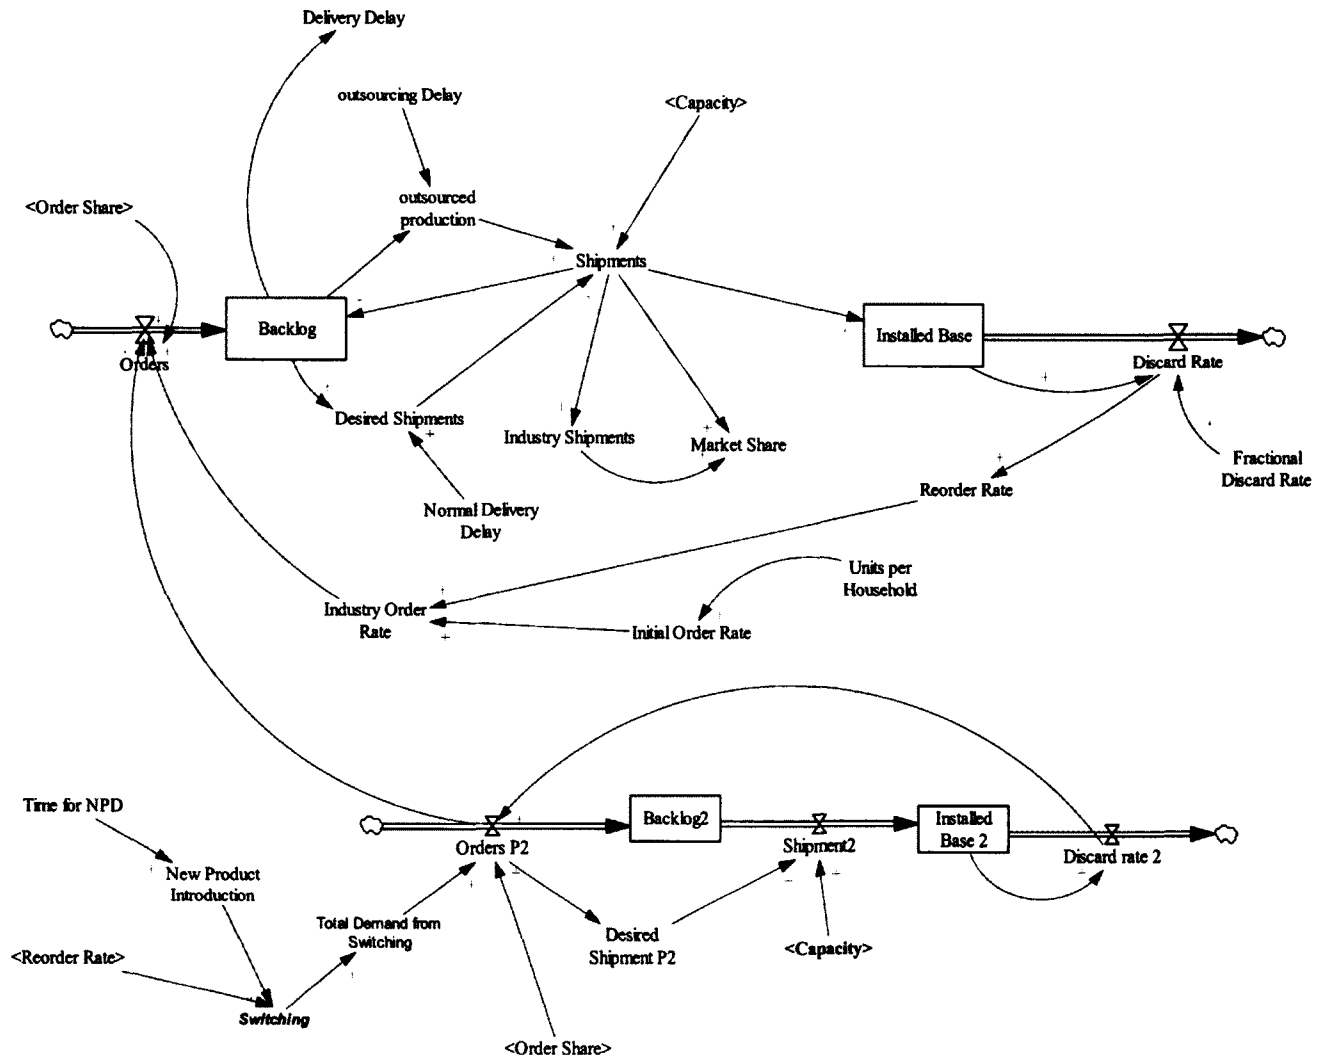 Delivery Delay
outsourcing Delay
<Capacity>
<Order Share>
outsourced
production
Shipments
Backlog
Installed Base
Orders
Discard Rate
Desired Shipments
Industry Shipments
Market Share
Fractional
Discard Rate
Reorder Rate
Normal Delivery
Delay
Units per
Household
Industry Order
Rate
Initial Order Rate
Time for NPD
Backlog2
Installed
Base 2
Orders P2
Shipment2
Discard rate 2
New Product
Introduction
Total Demand from
Switching
Desired
Shipment P2
<Capacity>
<Reorder Rate>
Switching
<Order Share>